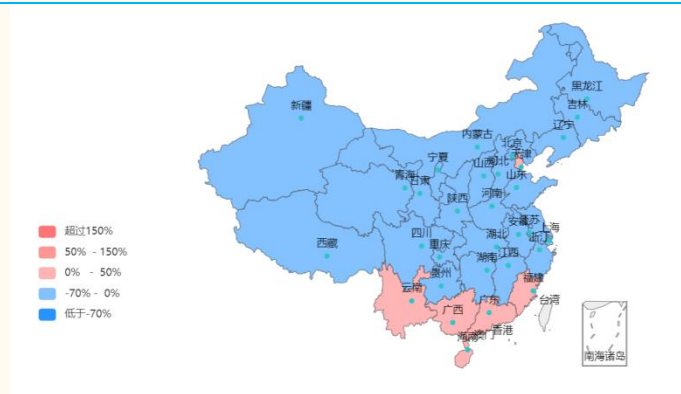 黑龙江
吉林
新疆
辽宁
内蒙古
北京
天津
宁夏
山西
河北
青海
甘肃
山东
陕西
河南
安徽
江苏
上海
四川
重庆
湖北
浙江
西藏
湖南
江西
贵州
福建
云南
广东
台湾
广西
香港
海南
澳门
南海诸岛
超过150%
50% - 150%
0% - 50%
-70% - 0%
低于-70%